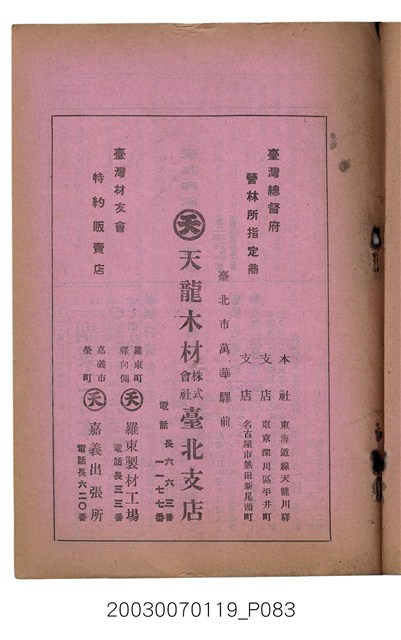 臺灣總督府
營林所指定商
本社　東海道線天龍川驛
支店　東京深川區平井町
支店　名古屋市熱田新尾頭町
臺北市萬華驛前
天 天龍木材株式會社臺北支店
電話 長六六三番
一一七七番
臺灣材友會
特約販賣店
羅東町
驛向側
天 羅東製材工場
電話長三三番
嘉義市
榮町
天 嘉義出張所
電話長六二〇番
20030070119_P083